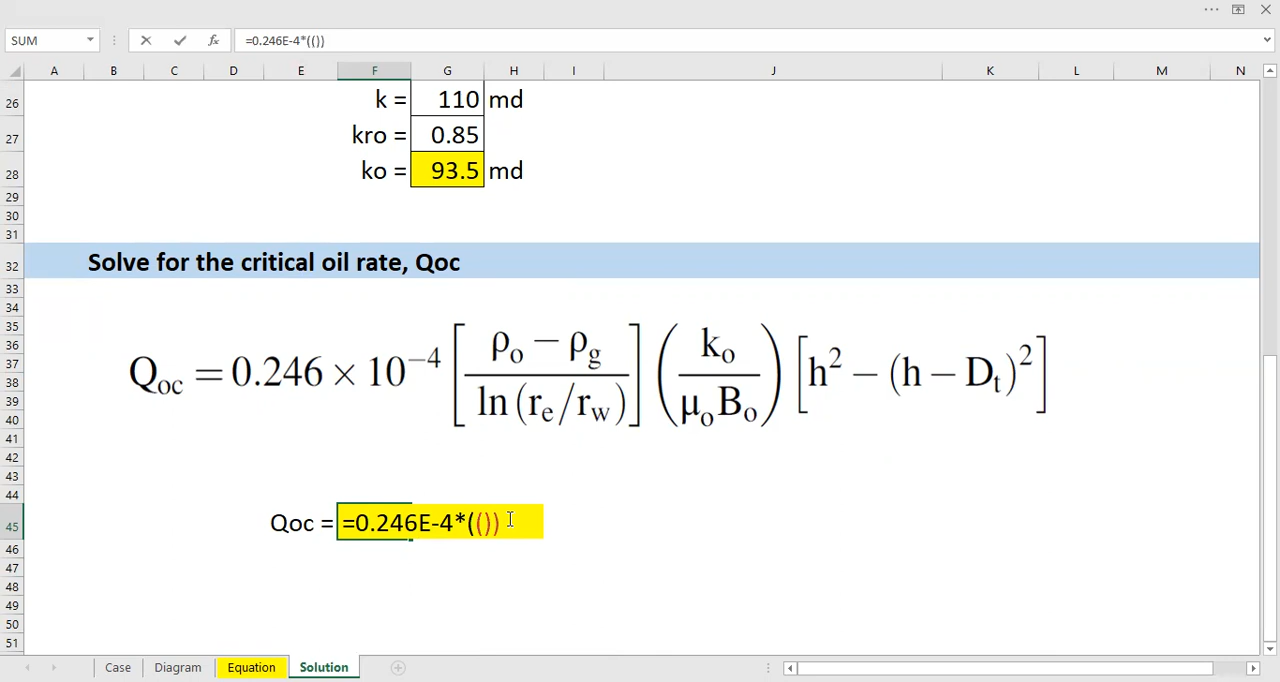 SUM fx =0.246E-4*(())
A B C D E F G H I J K L M N
26 k = 110 md
27 kro = 0.85
28 ko = 93.5 md
29
30
31
32 Solve for the critical oil rate, Qoc
33
34
35
36
37
38
39
40
41
42
43
44
Qoc = 0.246 × 10⁻⁴ [ρo − ρg / ln (re/rw)] (ko / μoBo) [h² − (h − Dt)²]
45 Qoc = =0.246E-4*(())
46
47
48
49
50
51
Case Diagram Equation Solution